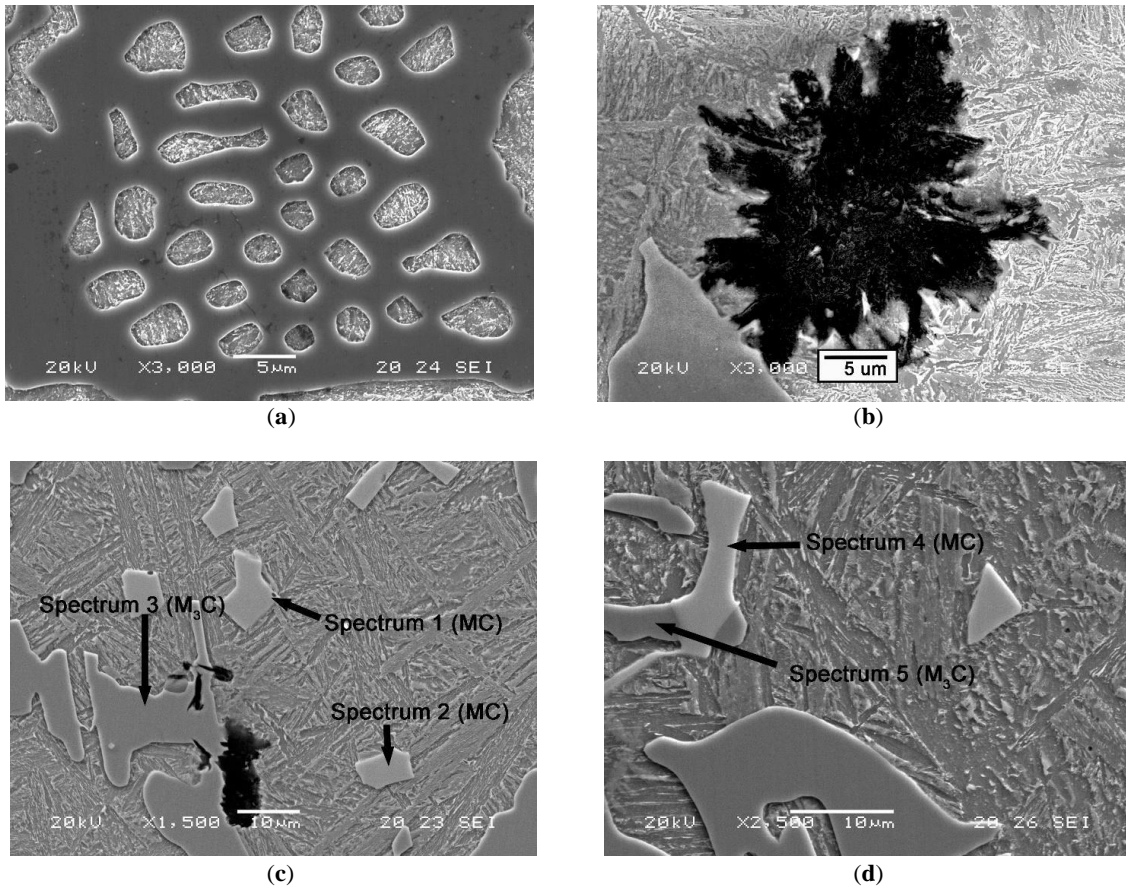 20kV X3,000 5μm 20 24 SEI
(a)
20kV X3,000 5 um SEI
(b)
Spectrum 3 (M₃C)
Spectrum 1 (MC)
Spectrum 2 (MC)
20kV X1,500 10μm 20 23 SEI
(c)
Spectrum 4 (MC)
Spectrum 5 (M₃C)
20kV X2,500 10μm 20 26 SEI
(d)